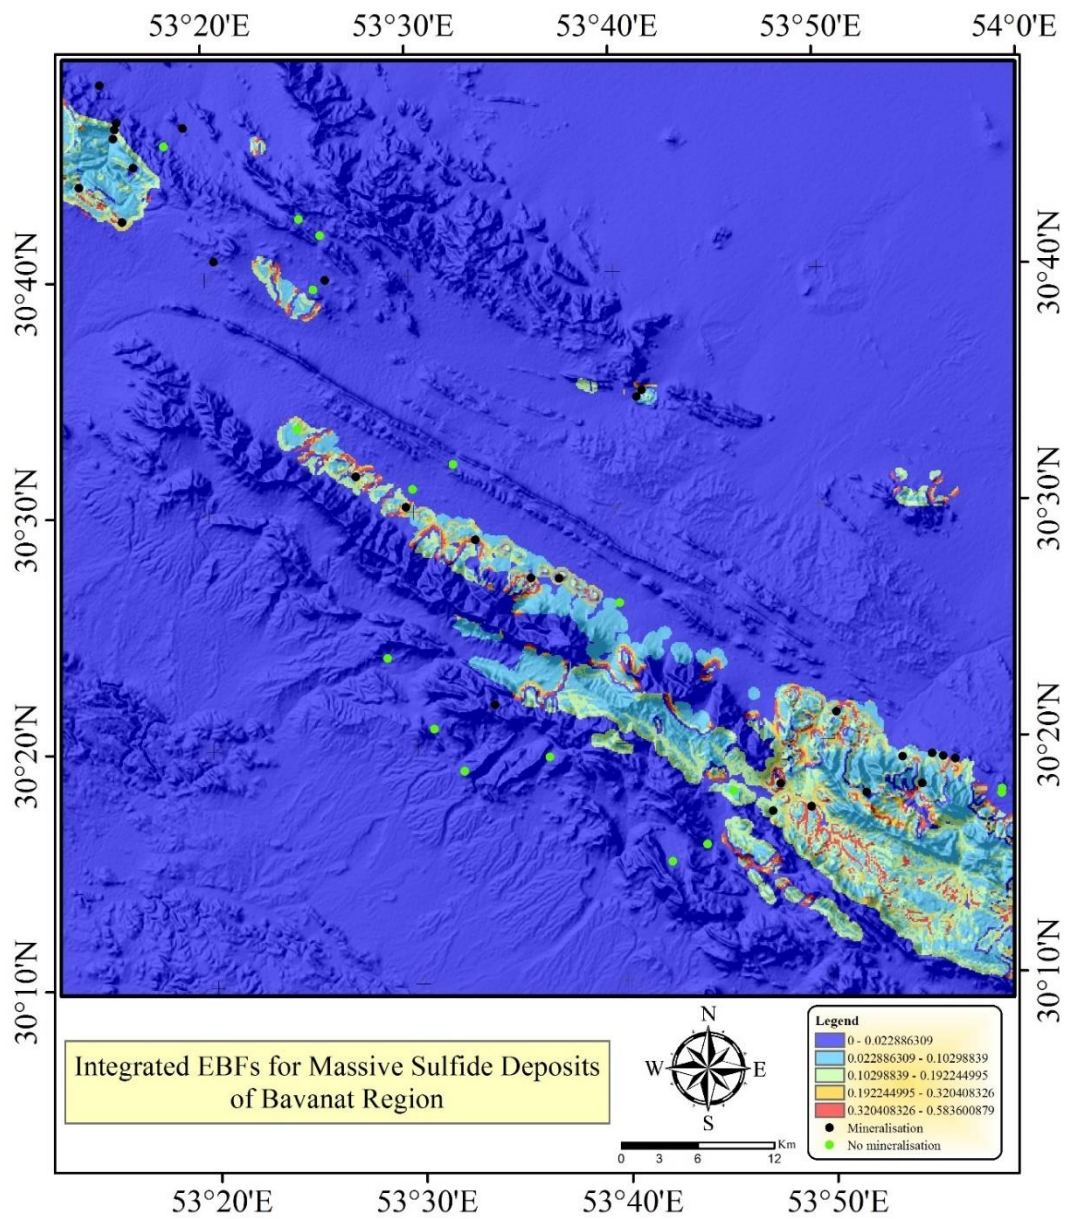 53°20'E 53°30'E 53°40'E 53°50'E 54°0'E
30°40'N 30°40'N
30°30'N 30°30'N
30°20'N 30°20'N
30°10'N 30°10'N
Integrated EBFs for Massive Sulfide Deposits
of Bavanat Region
N
W E
S
0 3 6 12 Km
Legend
0 - 0.022886309
0.022886309 - 0.10298839
0.10298839 - 0.192244995
0.192244995 - 0.320408326
0.320408326 - 0.583600879
Mineralisation
No mineralisation
53°20'E 53°30'E 53°40'E 53°50'E